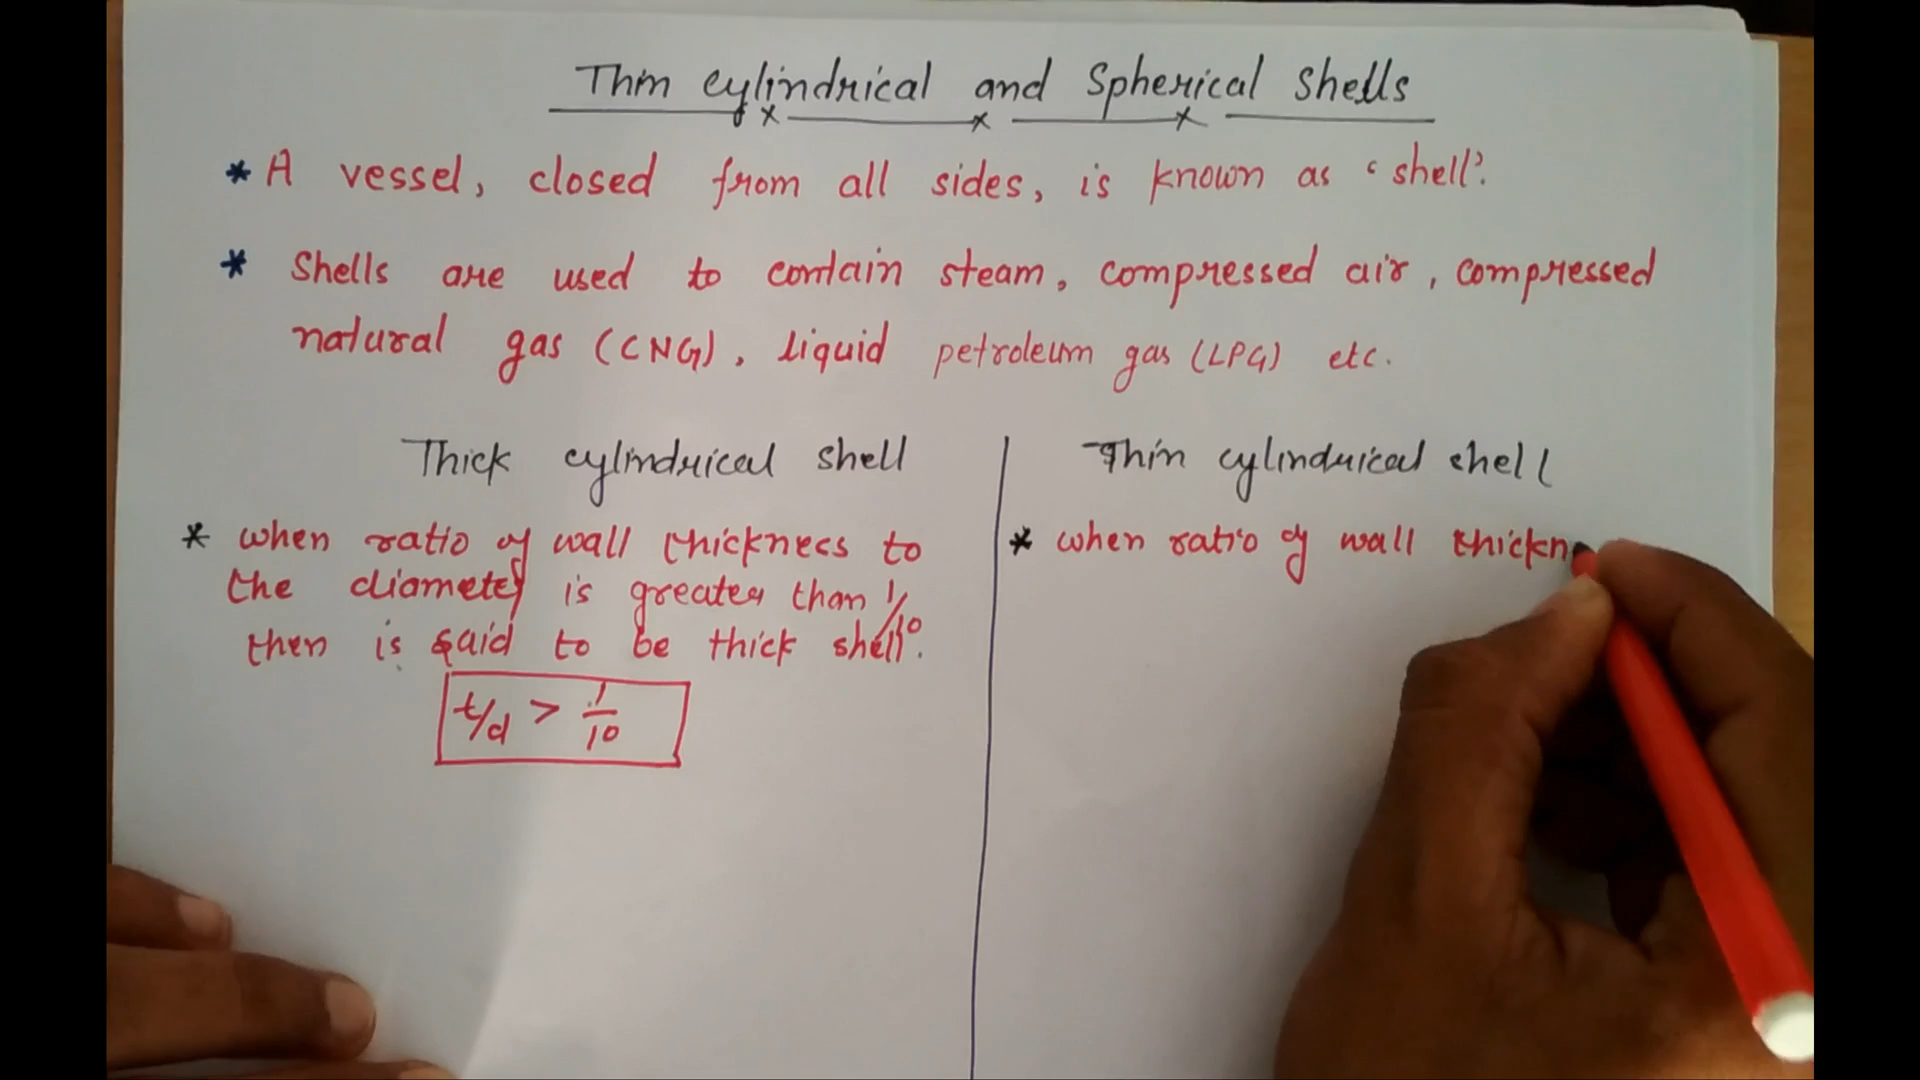 Thin cylindrical and Spherical Shells
* A vessel, closed from all sides, is known as 'shell'.
* Shells are used to contain steam, compressed air, compressed
natural gas (CNG), liquid petroleum gas (LPG) etc.
Thick cylindrical shell
* when ratio of wall thickness to
the diameter is greater than 1/10
then is said to be thick shell.
t/d > 1/10
Thin cylindrical shell
* when ratio of wall thickn